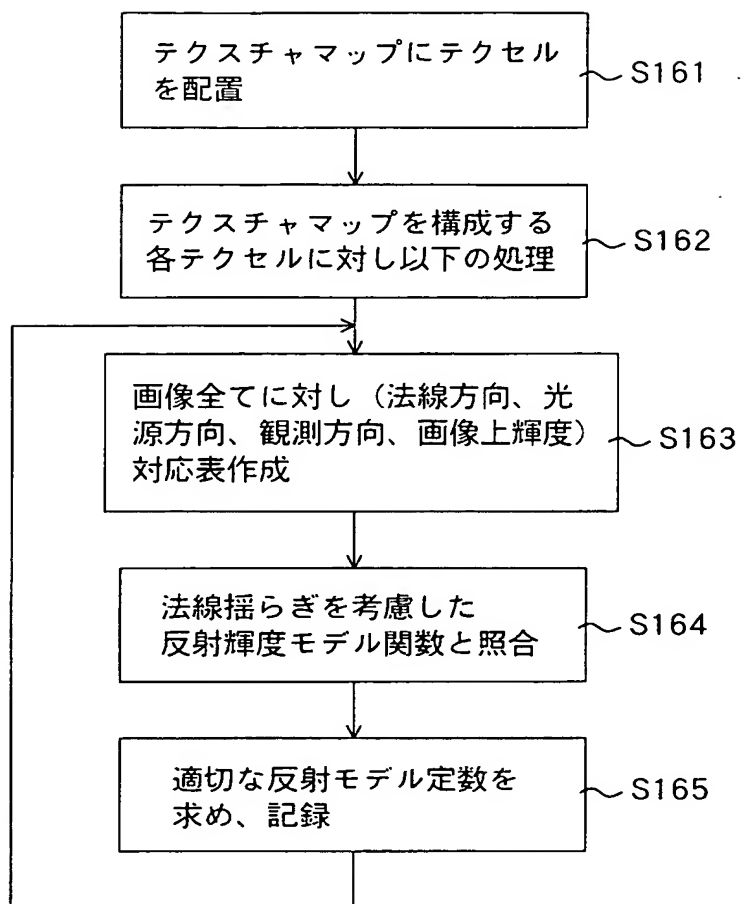 テクスチャマップにテクセル
を配置
S161
テクスチャマップを構成する
各テクセルに対し以下の処理
S162
画像全てに対し(法線方向、光
源方向、観測方向、画像上輝度)
対応表作成
S163
法線揺らぎを考慮した
反射輝度モデル関数と照合
S164
適切な反射モデル定数を
求め、記録
S165